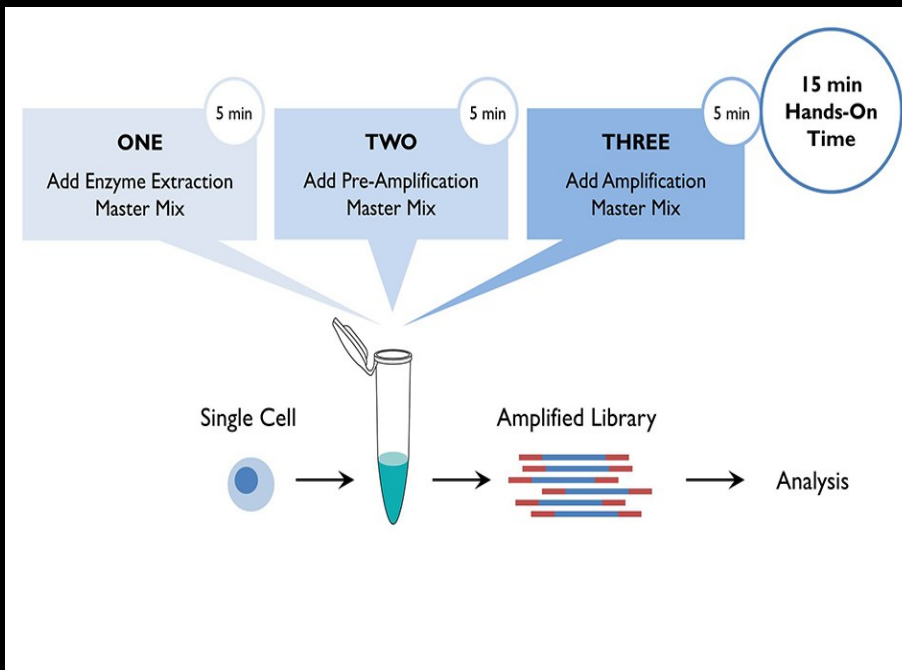 5 min
ONE
Add Enzyme Extraction
Master Mix
5 min
TWO
Add Pre-Amplification
Master Mix
5 min
THREE
Add Amplification
Master Mix
15 min
Hands-On
Time
Single Cell
Amplified Library
Analysis